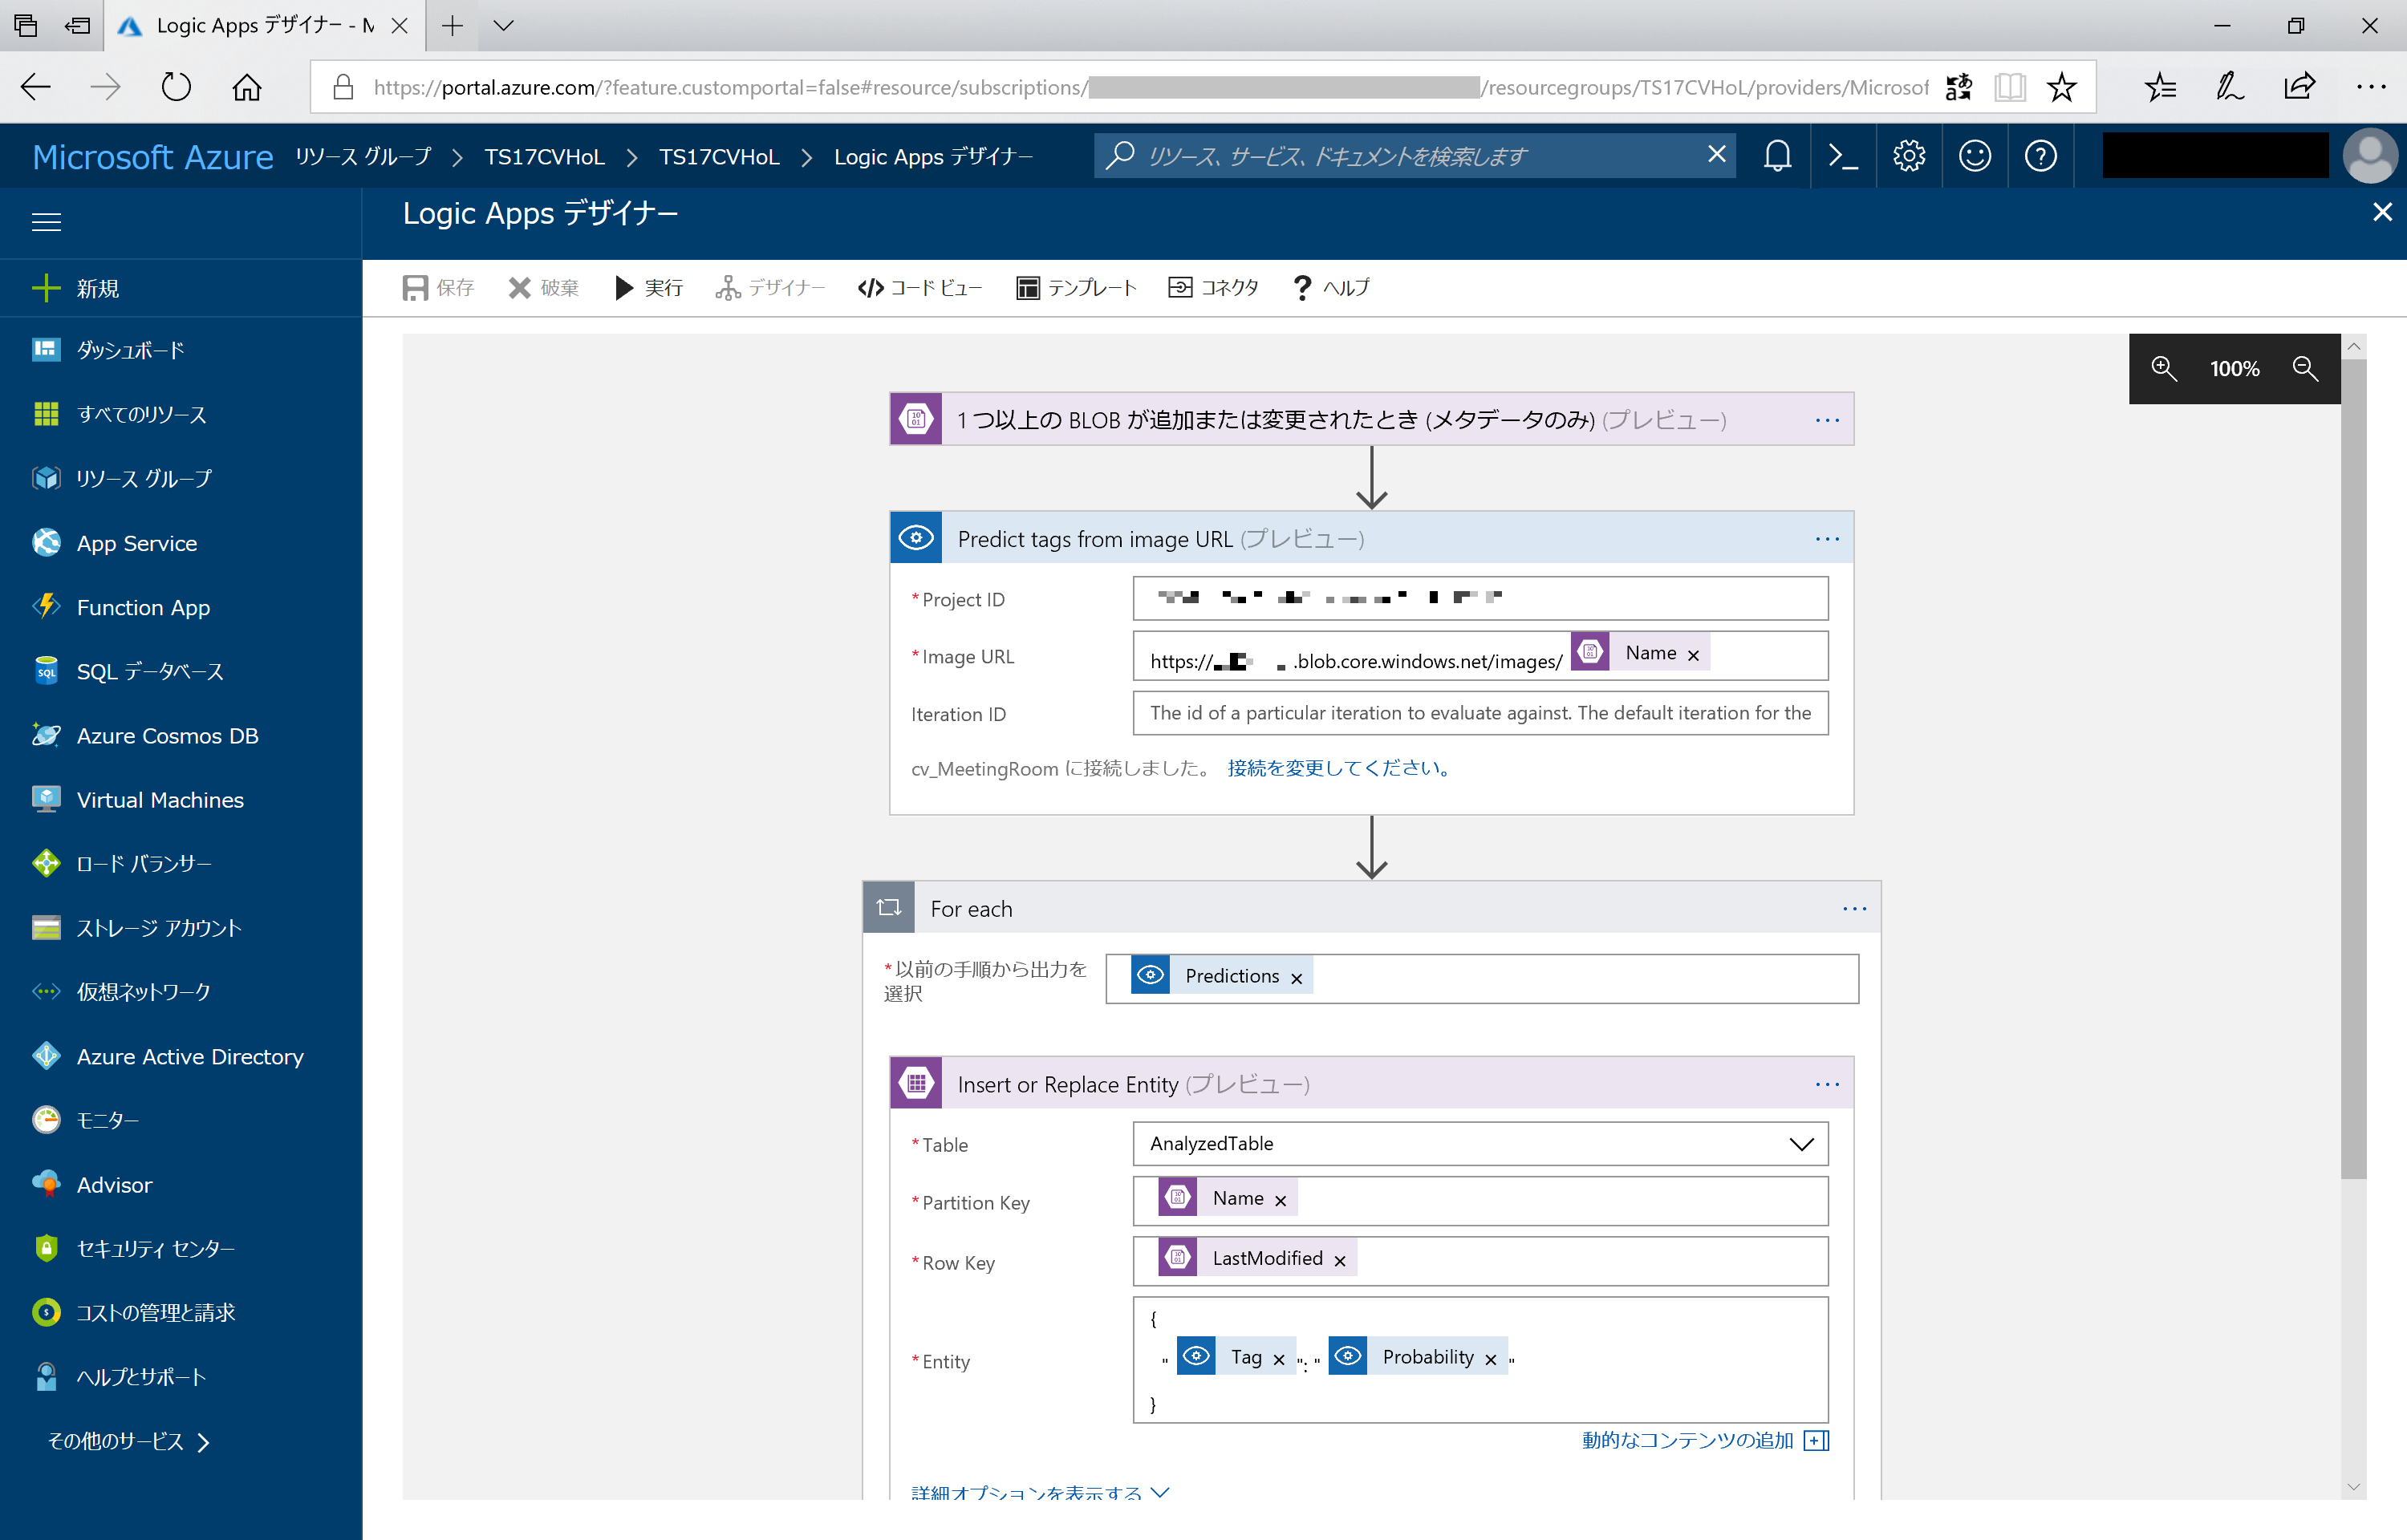 Logic Apps デザイナー - M
https://portal.azure.com/?feature.customportal=false#resource/subscriptions/ /resourcegroups/TS17CVHoL/providers/Microsof
Microsoft Azure リソース グループ > TS17CVHoL > TS17CVHoL > Logic Apps デザイナー
リソース、サービス、ドキュメントを検索します
Logic Apps デザイナー
新規
ダッシュボード
すべてのリソース
リソース グループ
App Service
Function App
SQL データベース
Azure Cosmos DB
Virtual Machines
ロード バランサー
ストレージ アカウント
仮想ネットワーク
Azure Active Directory
モニター
Advisor
セキュリティ センター
コストの管理と請求
ヘルプとサポート
その他のサービス >
保存 破棄 実行 デザイナー コード ビュー テンプレート コネクタ ? ヘルプ
100%
1 つ以上の BLOB が追加または変更されたとき (メタデータのみ) (プレビュー) ...
Predict tags from image URL (プレビュー) ...
* Project ID
* Image URL https:// .blob.core.windows.net/images/ Name ×
Iteration ID The id of a particular iteration to evaluate against. The default iteration for the
cv_MeetingRoom に接続しました。 接続を変更してください。
For each ...
* 以前の手順から出力を
選択
Predictions ×
Insert or Replace Entity (プレビュー) ...
* Table AnalyzedTable
* Partition Key Name ×
* Row Key LastModified ×
* Entity
{
" Tag × ": " Probability × "
}
動的なコンテンツの追加
詳細オプションを表示する